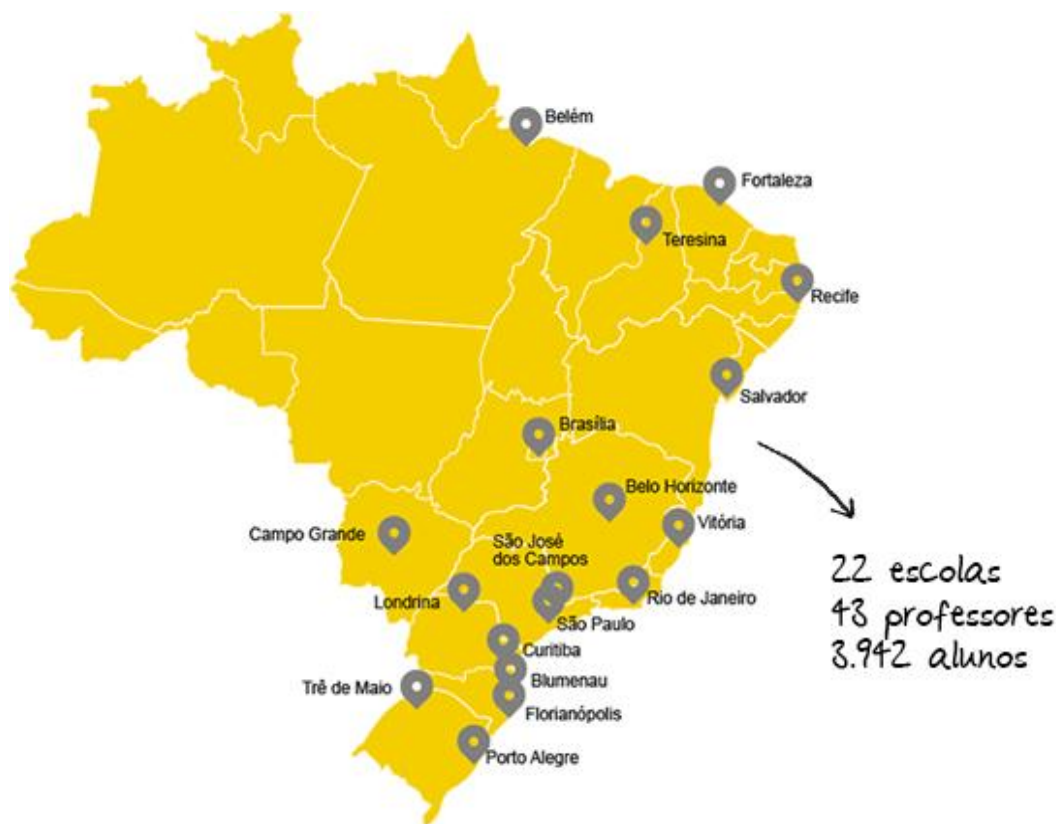 Belém
Fortaleza
Teresina
Recife
Salvador
Brasília
Belo Horizonte
Vitória
Campo Grande
São José
dos Campos
Londrina
Rio de Janeiro
São Paulo
Curitiba
Trê de Maio
Blumenau
Florianópolis
Porto Alegre
22 escolas
43 professores
3.942 alunos